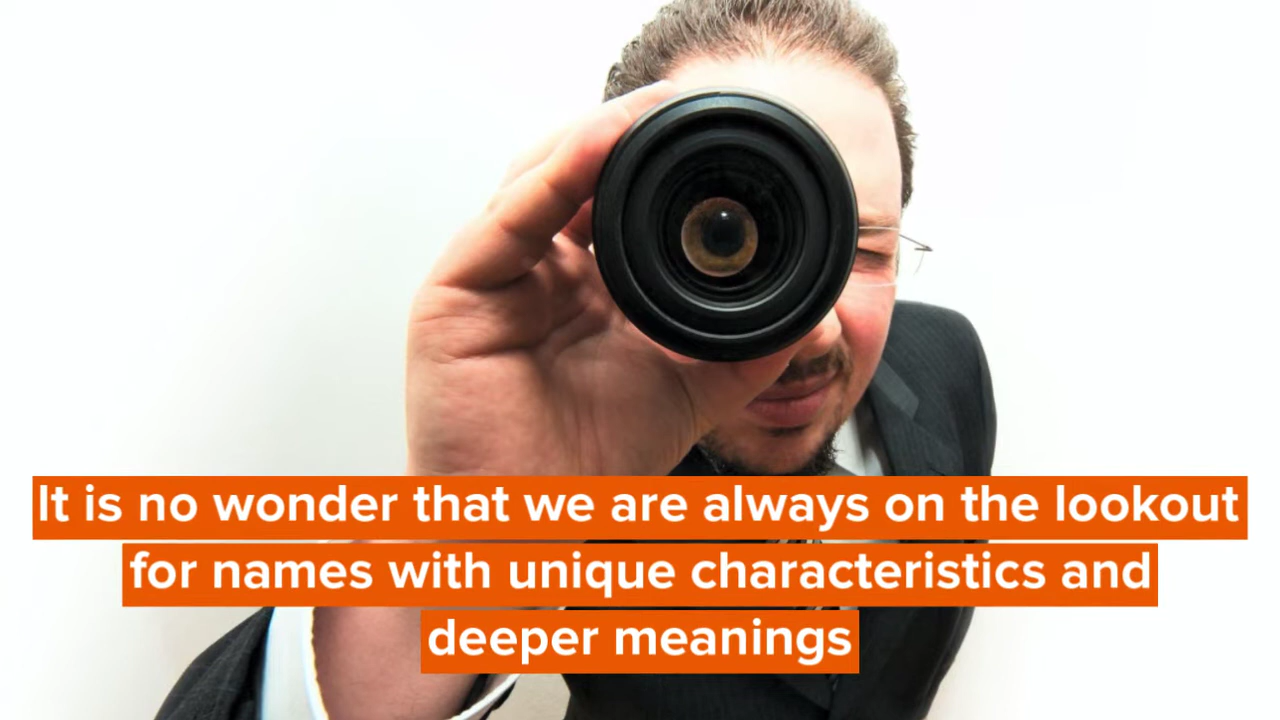 It is no wonder that we are always on the lookout
for names with unique characteristics and
deeper meanings